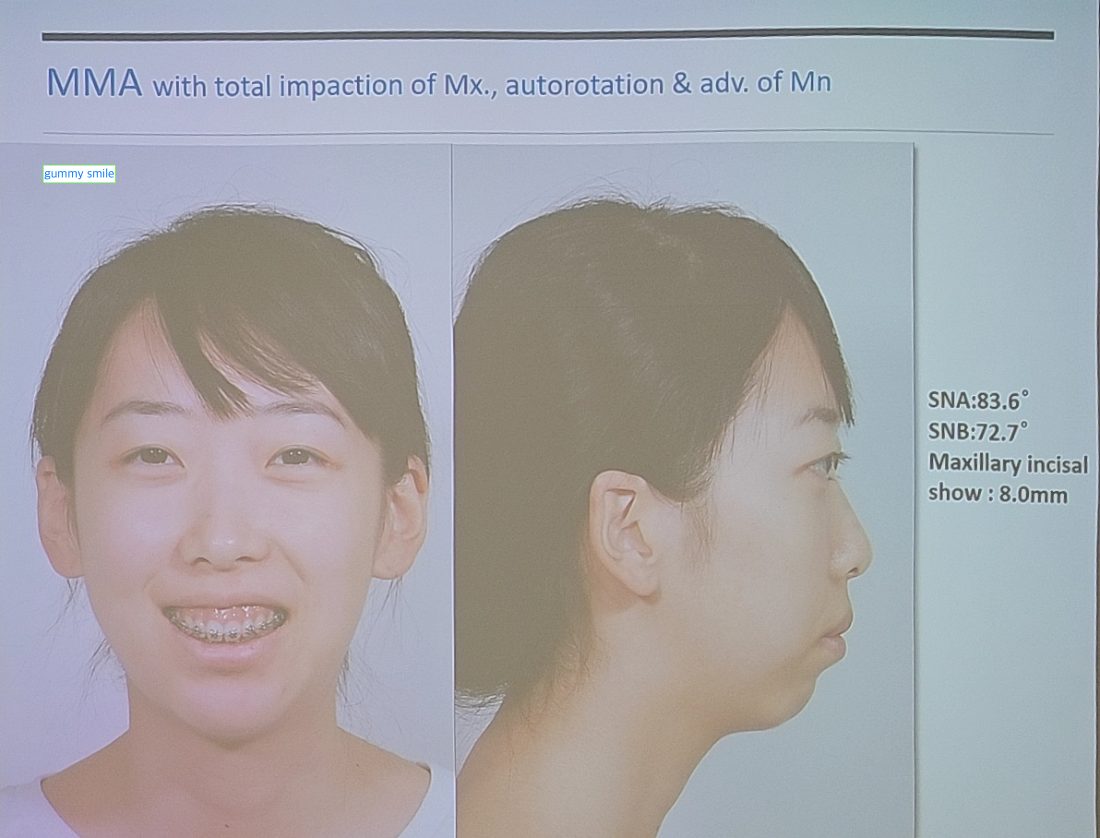 MMA with total impaction of Mx., autorotation & adv. of Mn
gummy smile
SNA:83.6°
SNB:72.7°
Maxillary incisal
show : 8.0mm